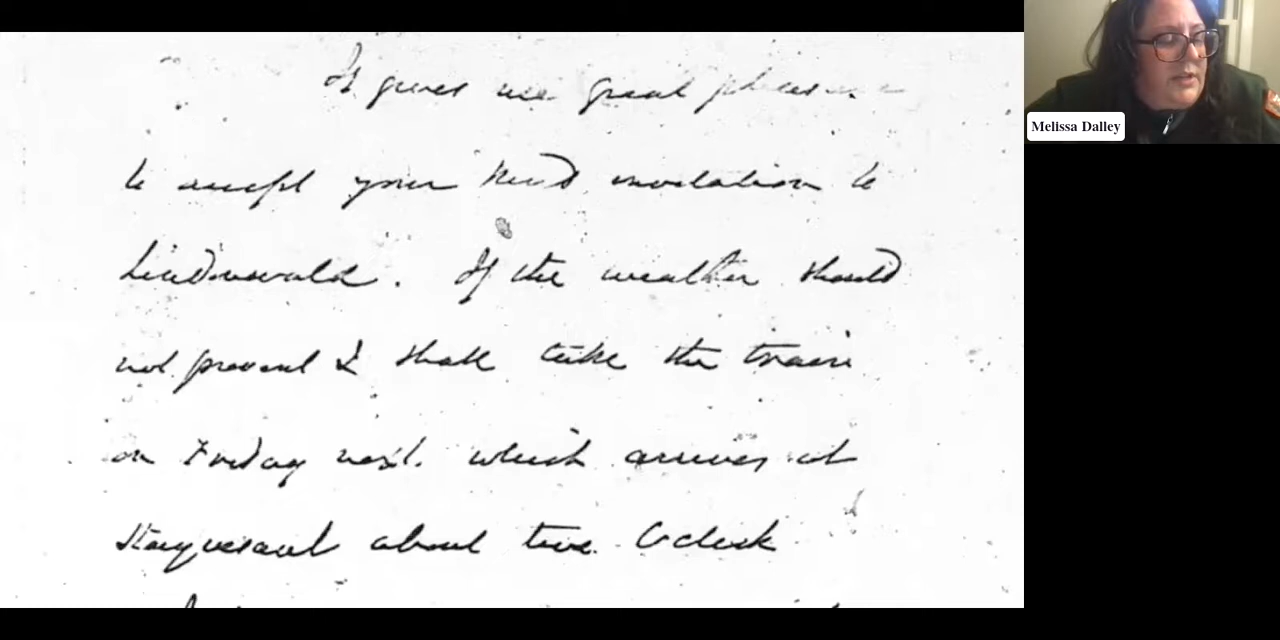 It gives me great pleasure
to accept your kind invitation to
Lindenwald. If the weather should
not prevent I shall take the train
on Friday next. which arrives at
Stuyvesant about two Oclock
Melissa Dalley